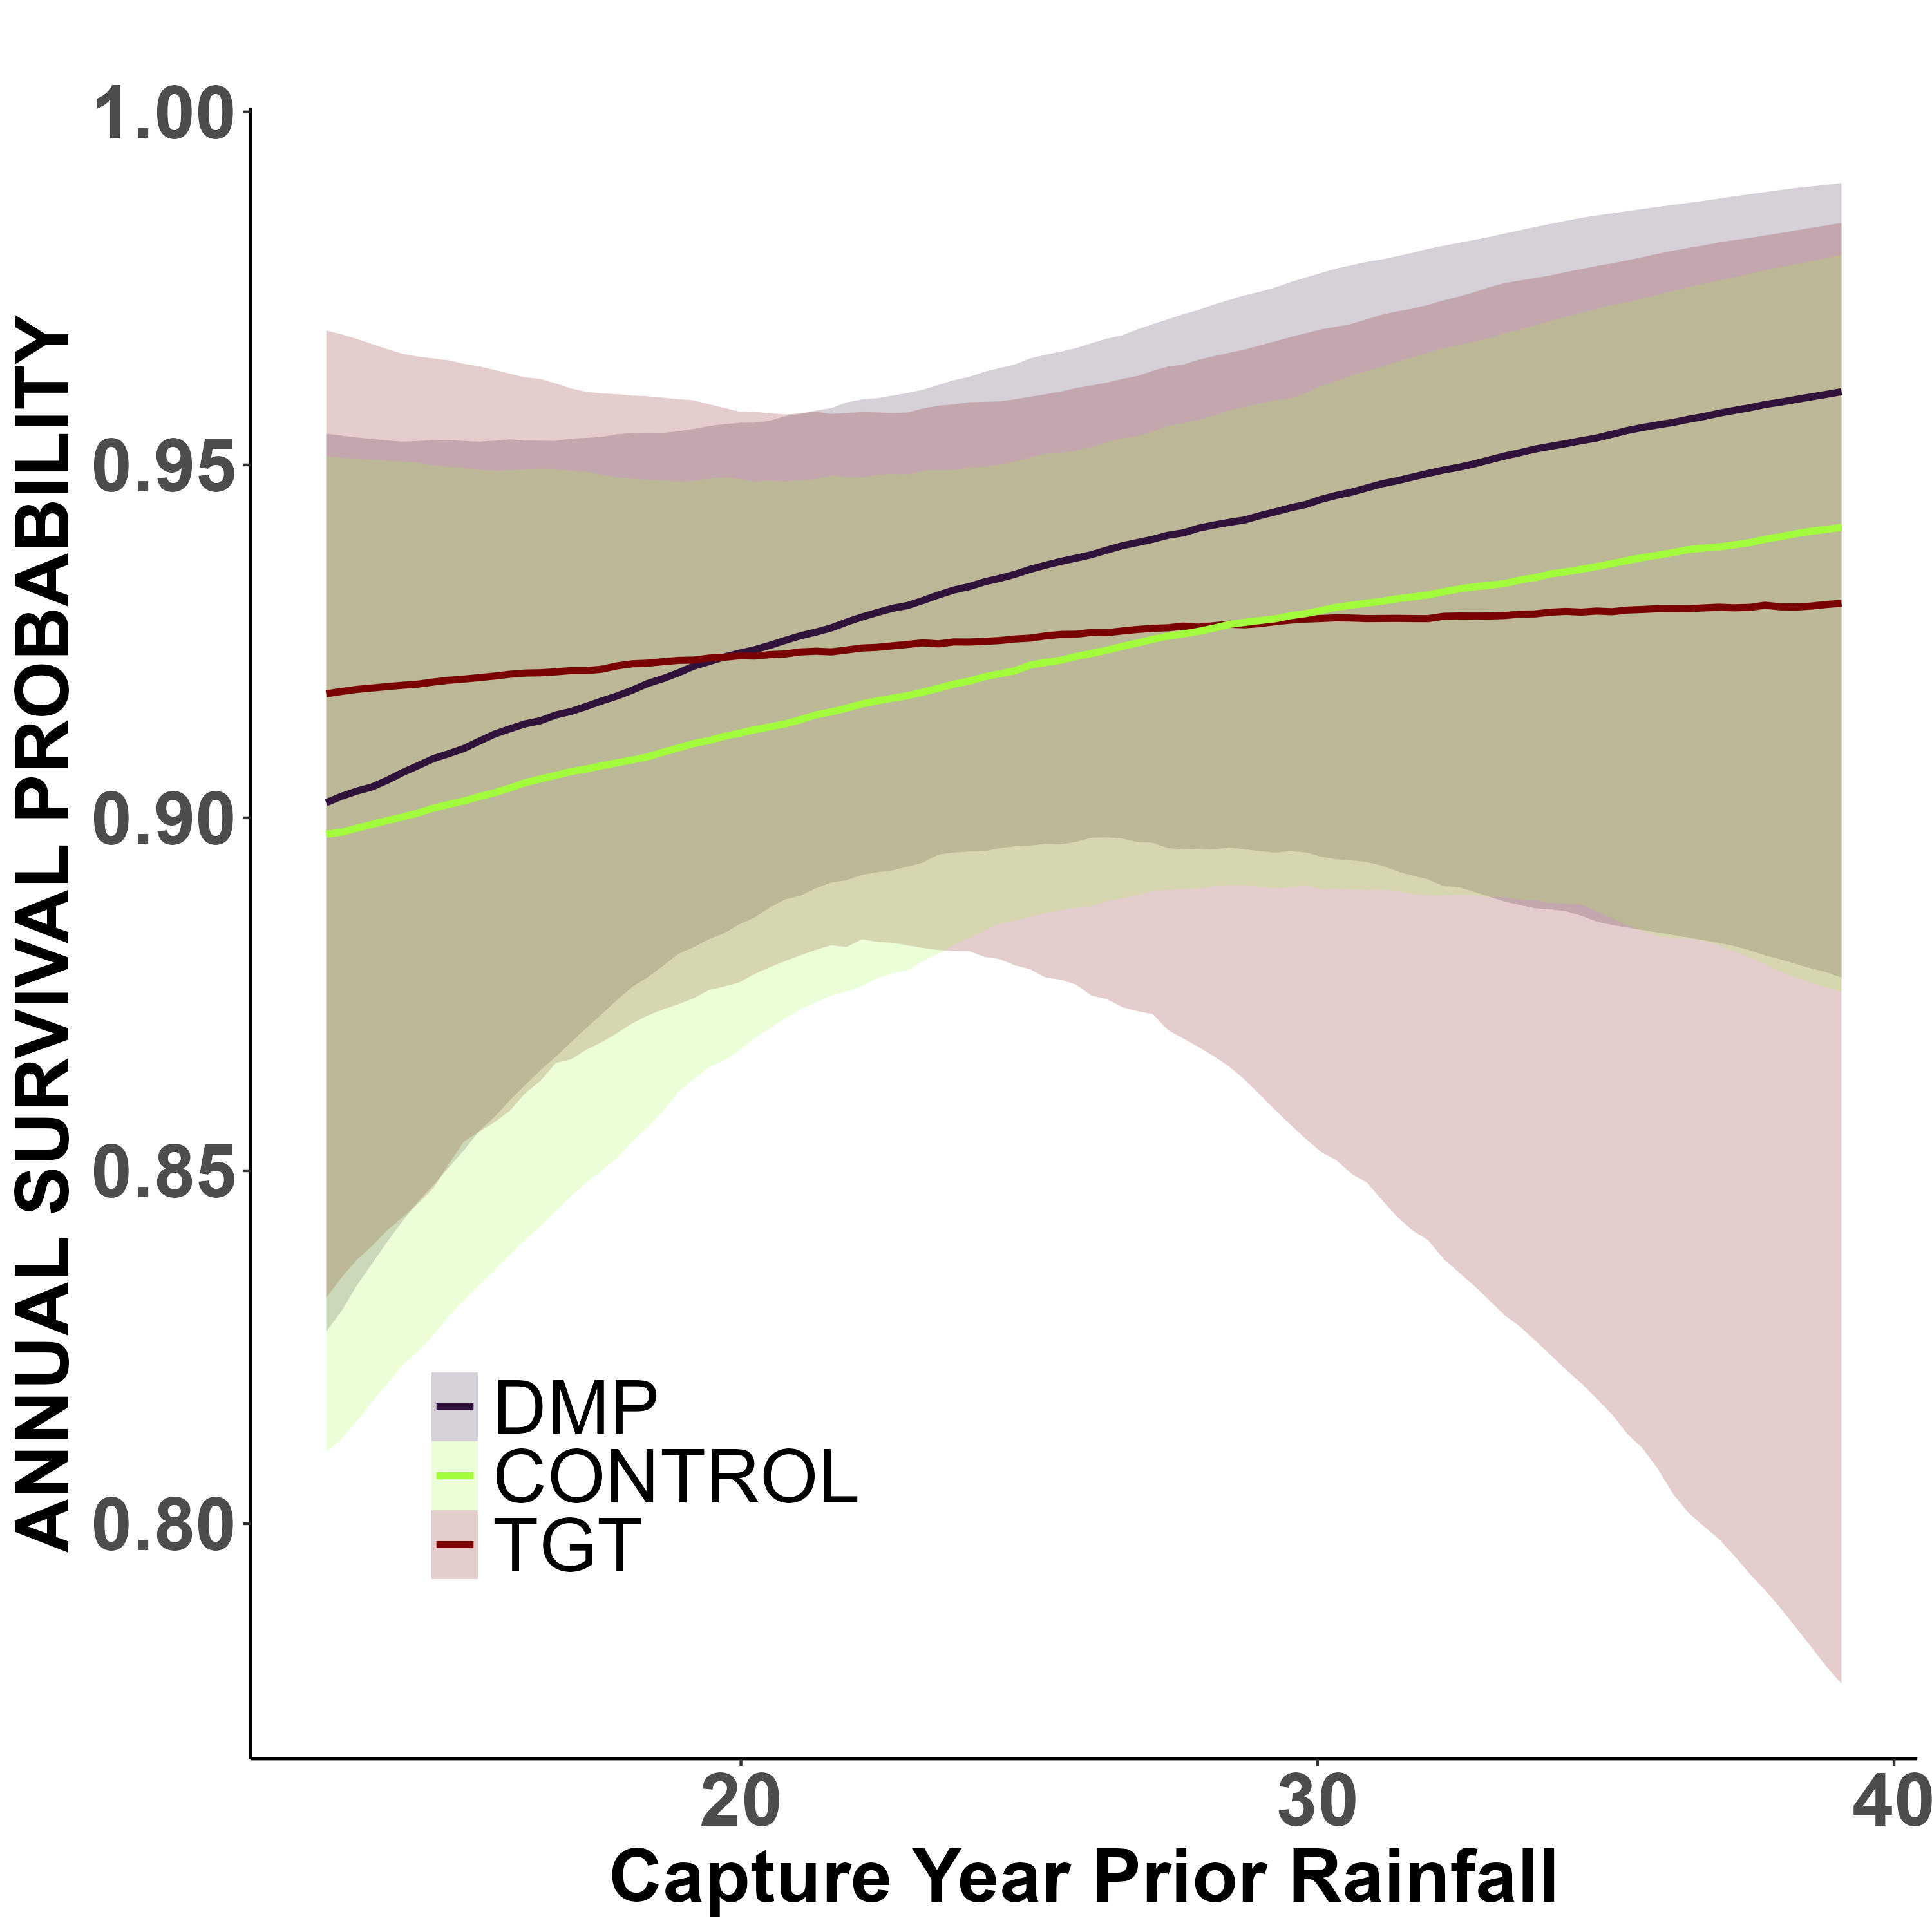 ANNUAL SURVIVAL PROBABILITY
1.00
0.95
0.90
0.85
0.80
DMP
CONTROL
TGT
20
30
40
Capture Year Prior Rainfall